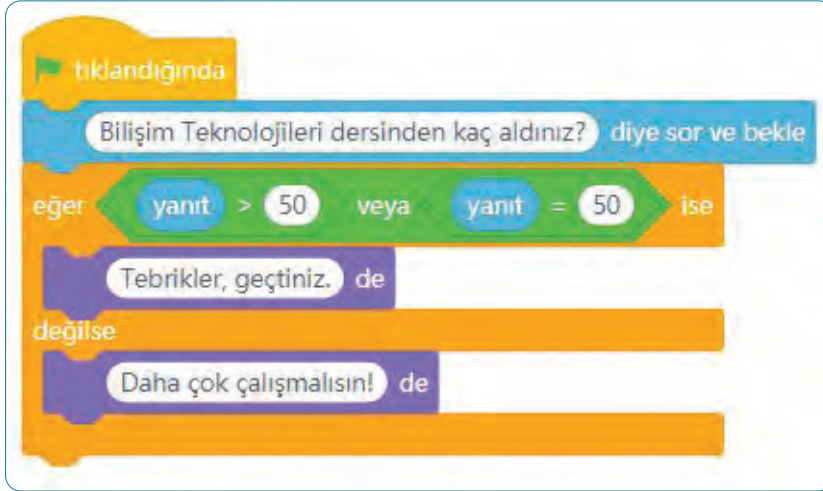 tıklandığında
Bilişim Teknolojileri dersinden kaç aldınız? diye sor ve bekle
eğer yanıt > 50 veya yanıt = 50 ise
Tebrikler, geçtiniz. de
değilse
Daha çok çalışmalısın! de